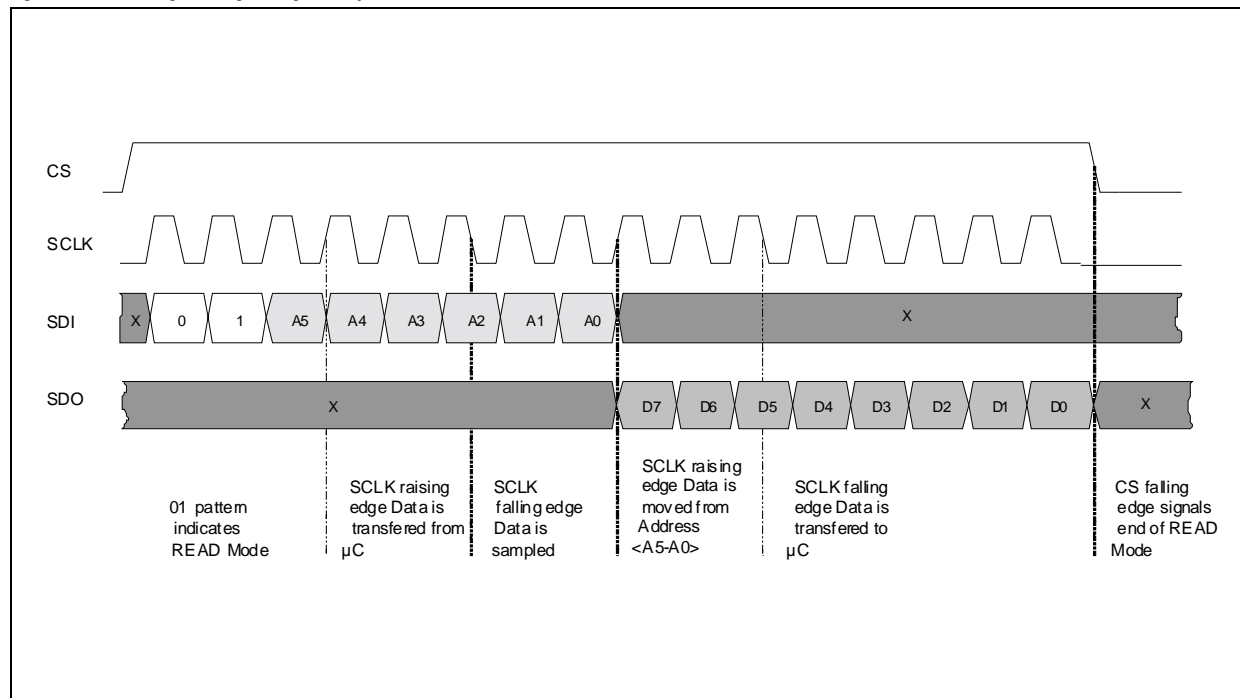 CS
SCLK
SDI X 0 1 A5 A4 A3 A2 A1 A0 X
SDO X D7 D6 D5 D4 D3 D2 D1 D0 X
01 pattern
indicates
READ Mode
SCLK raising
edge Data is
transfered from
µC
SCLK
falling edge
Data is
sampled
SCLK raising
edge Data is
moved from
Address
<A5-A0>
SCLK falling
edge Data is
transfered to
µC
CS falling
edge signals
end of READ
Mode